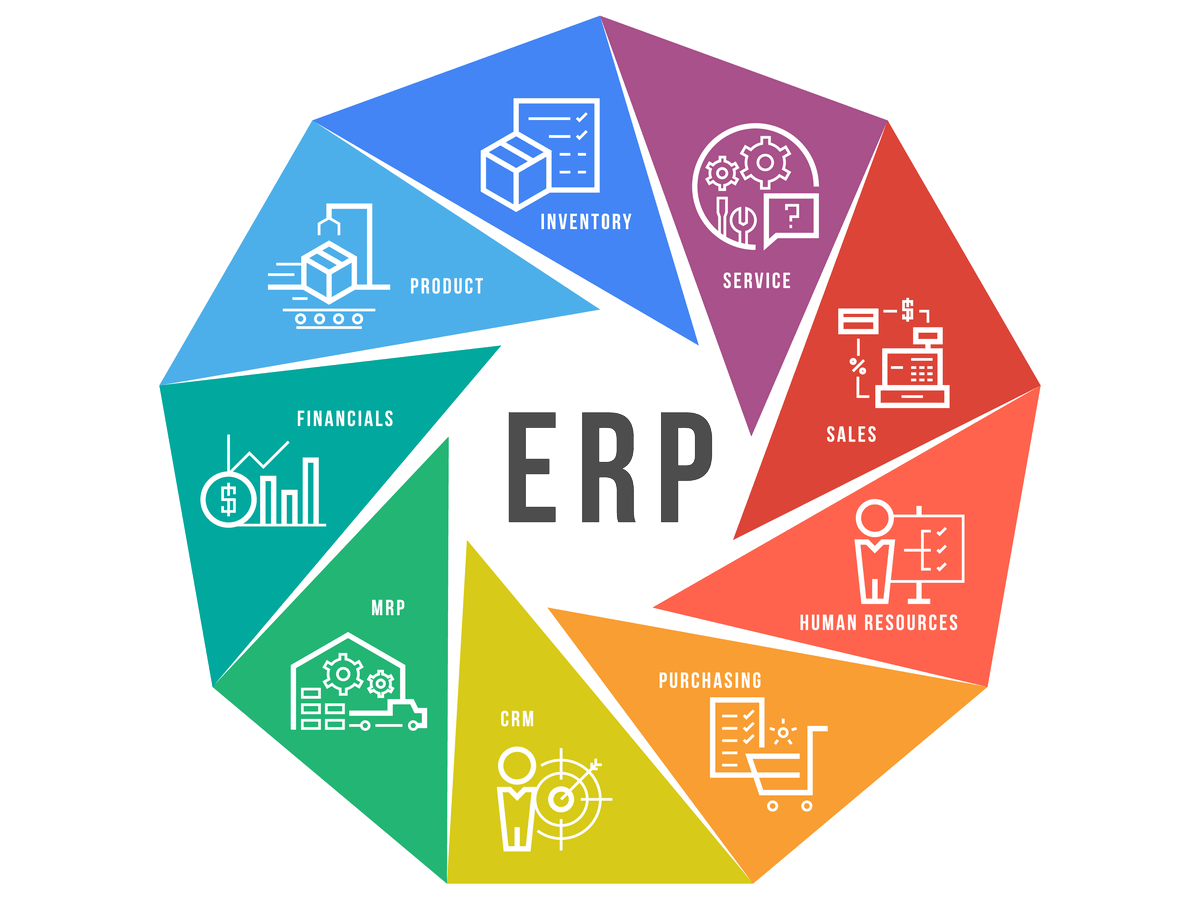 INVENTORY
SERVICE
PRODUCT
$
%
?
SALES
FINANCIALS
$
ERP
HUMAN RESOURCES
MRP
PURCHASING
CRM